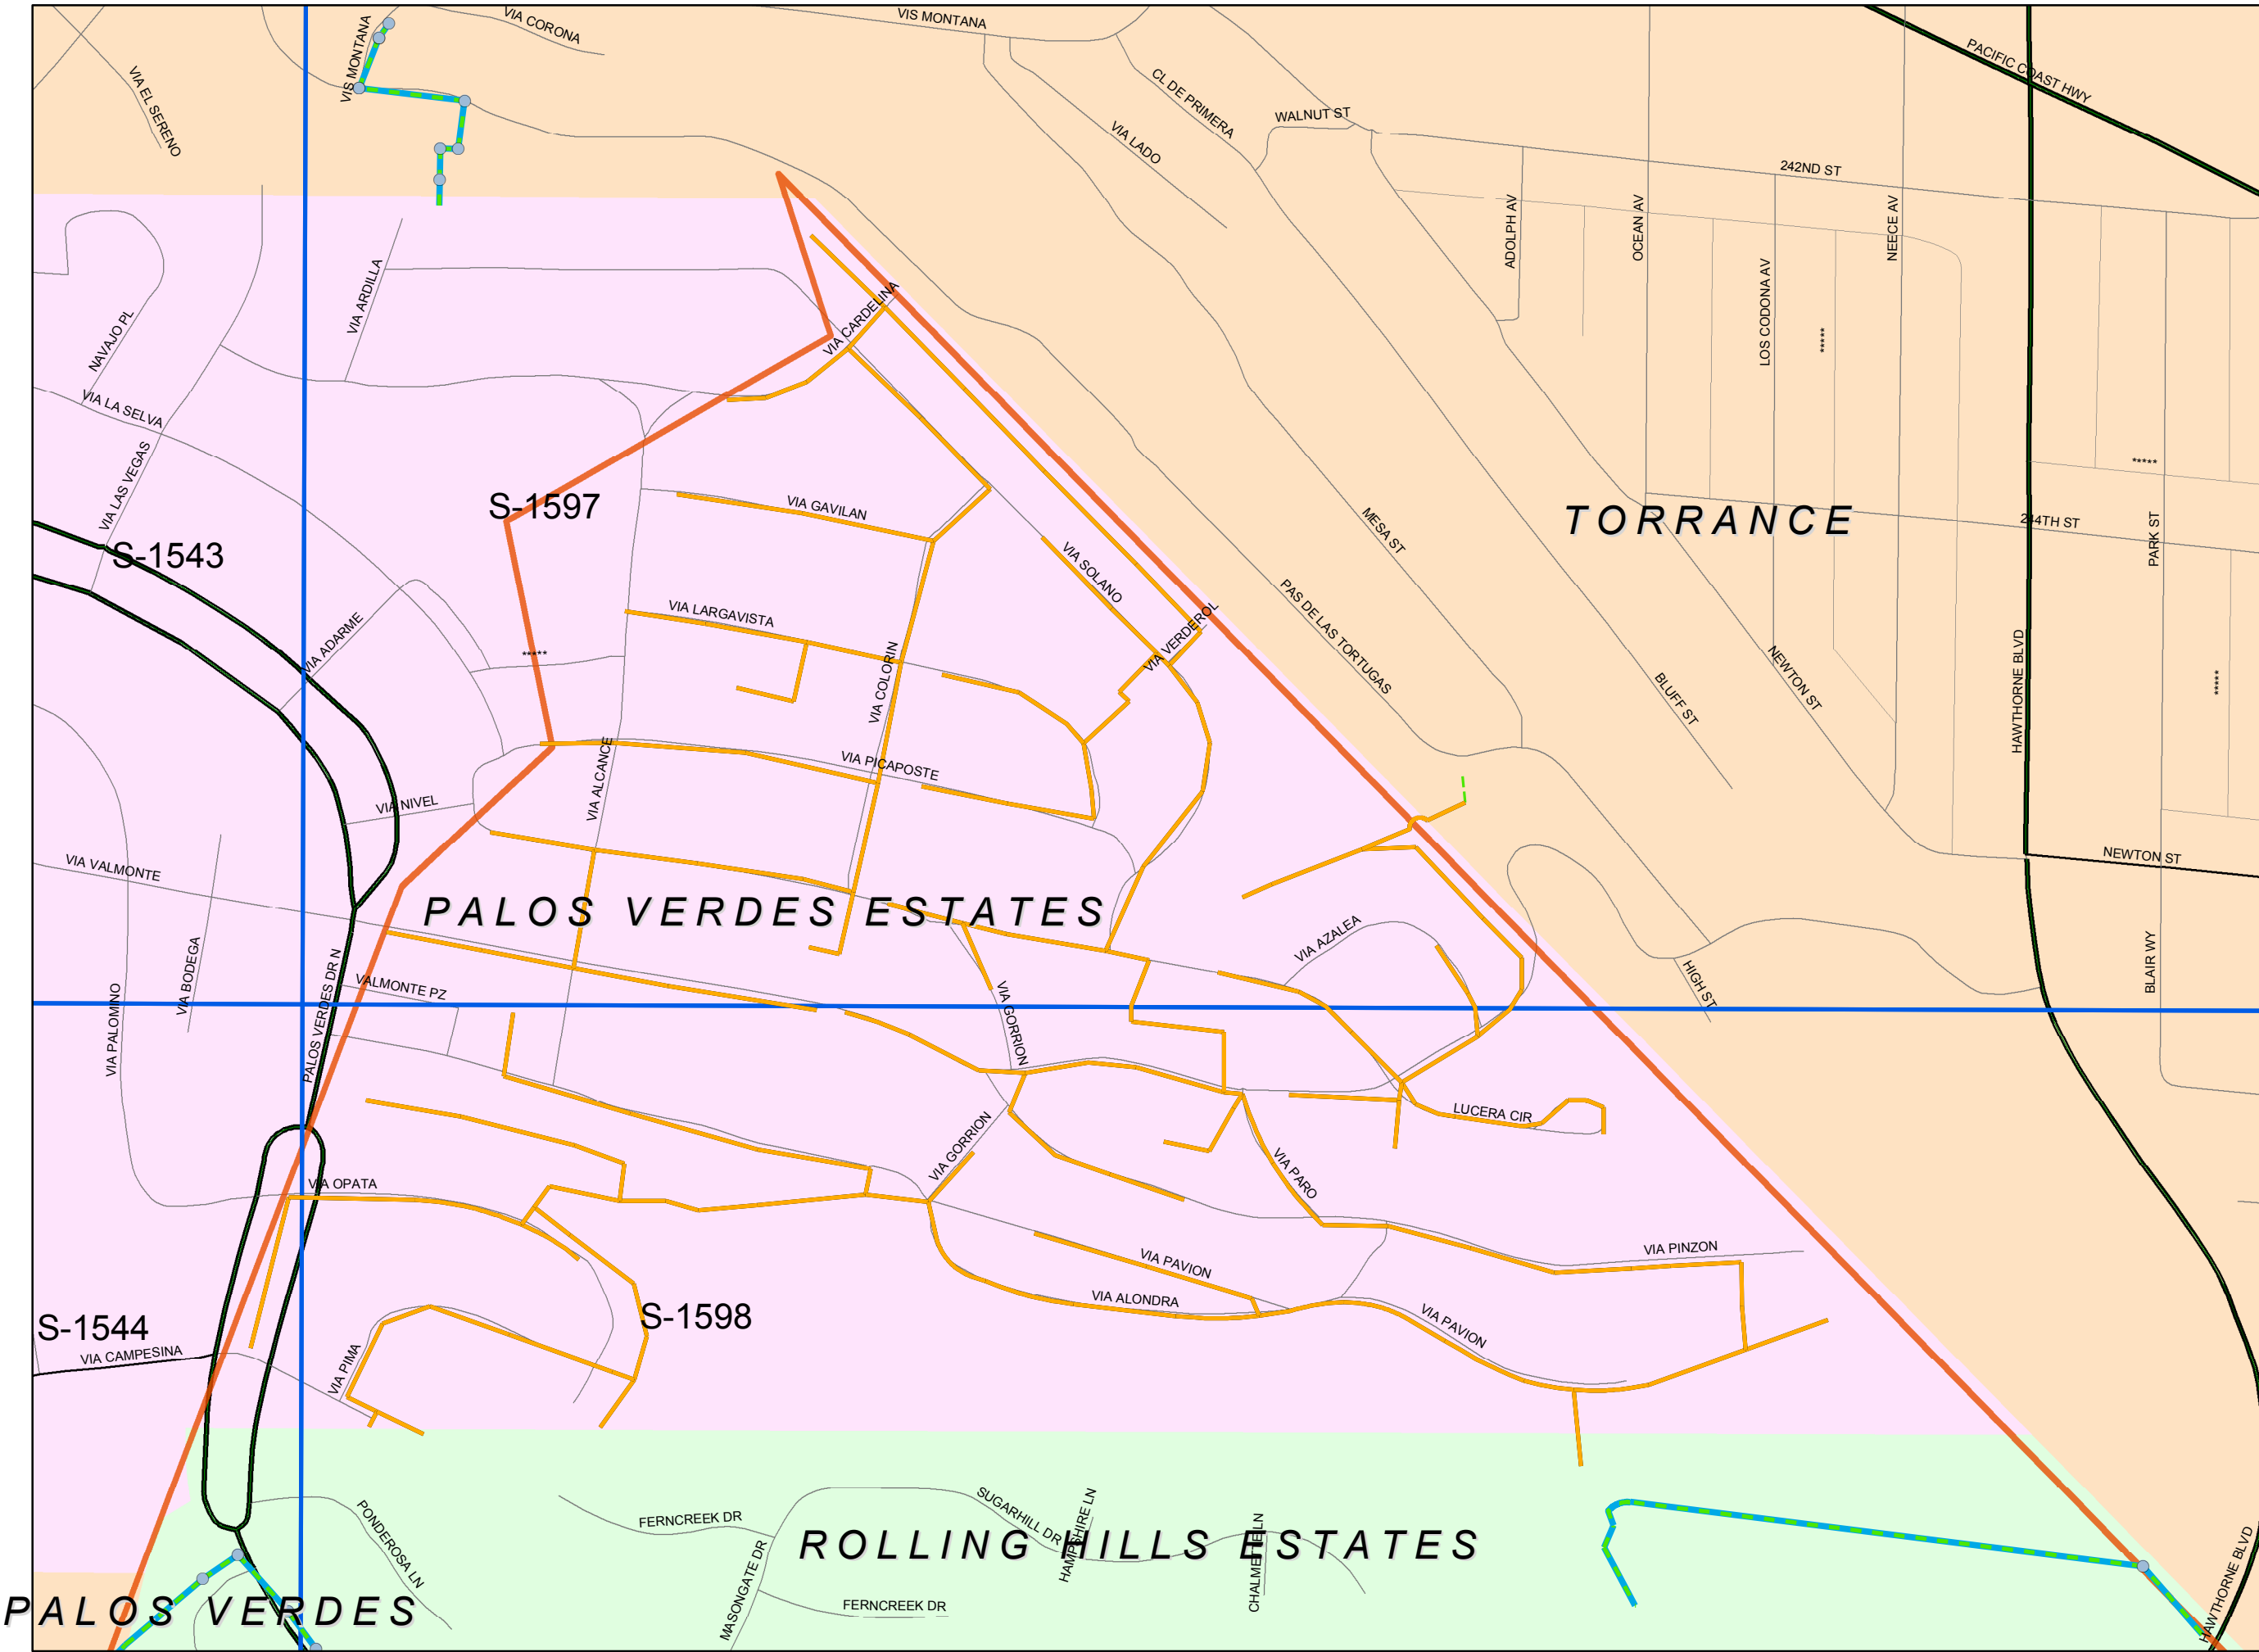 VIS MONTANA
VIA CORONA
VIS MONTANA
PACIFIC COAST HWY
VIA EL SERENO
CL DE PRIMERA
WALNUT ST
VIA LADO
242ND ST
ADOLPH AV
OCEAN AV
NEECE AV
LOS CODONA AV
*****
VIA ARDILLA
NAVAJO PL
VIA CARDELINA
VIA LA SELVA
VIA LAS VEGAS
S-1597
VIA GAVILAN
S-1543
TORRANCE
244TH ST
*****
PARK ST
MESA ST
VIA SOLANO
PAS DE LAS TORTUGAS
VIA LARGAVISTA
VIA VERDEROL
VIA ADARME
*****
VIA COLORIN
BLUFF ST
NEWTON ST
HAWTHORNE BLVD
*****
VIA PICAPOSTE
VIA ALCANCE
VIA NIVEL
VIA VALMONTE
NEWTON ST
PALOS VERDES ESTATES
VIA AZALEA
VIA BODEGA
BLAIR WY
HIGH ST
VALMONTE PZ
PALOS VERDES DR N
VIA PALOMINO
VIA GORRION
LUCERA CIR
VIA GORRION
VIA PARO
VIA OPATA
VIA PINZON
VIA PAVION
VIA ALONDRA
VIA PAVION
S-1598
S-1544
VIA CAMPESINA
VIA PIMA
PONDEROSA LN
FERNCREEK DR
SUGARHILL DR
HAMPSHIRE LN
CHALMETTE LN
ROLLING HILLS ESTATES
MASONGATE DR
FERNCREEK DR
HAWTHORNE BLVD
PALOS VERDES